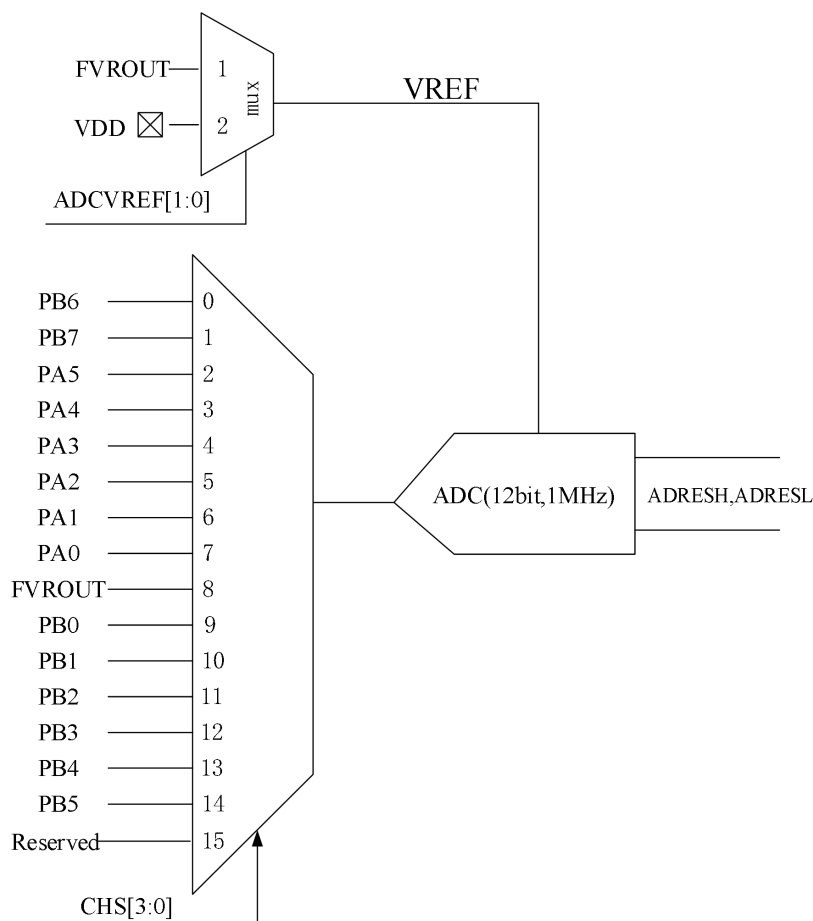 FVROUT 1
VREF
mux
VDD 2
ADCVREF[1:0]
PB6 0
PB7 1
PA5 2
PA4 3
PA3 4
PA2 5
PA1 6
PA0 7
FVROUT 8
PB0 9
PB1 10
PB2 11
PB3 12
PB4 13
PB5 14
Reserved 15
CHS[3:0]
ADC(12bit,1MHz)
ADRESH,ADRESL